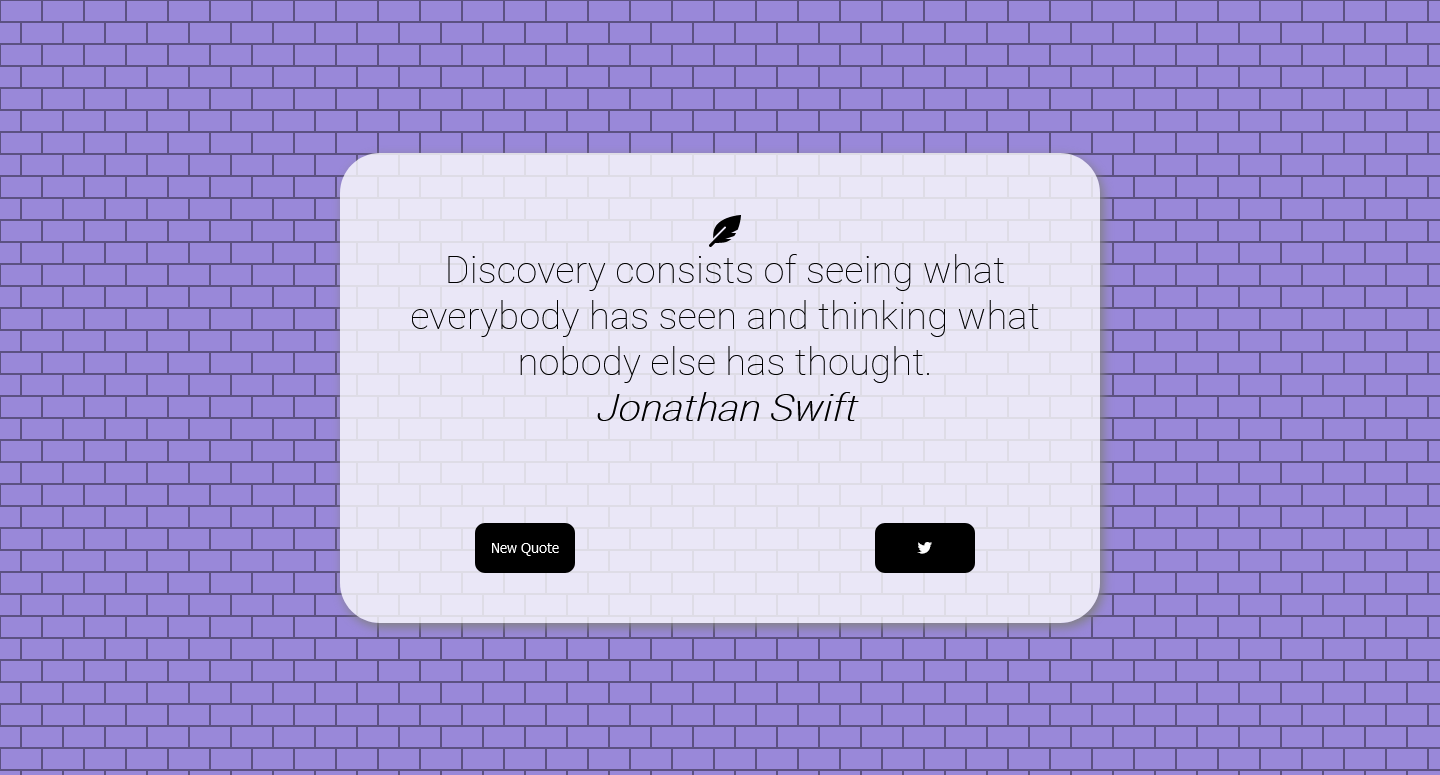 Discovery consists of seeing what
everybody has seen and thinking what
nobody else has thought.
Jonathan Swift
New Quote